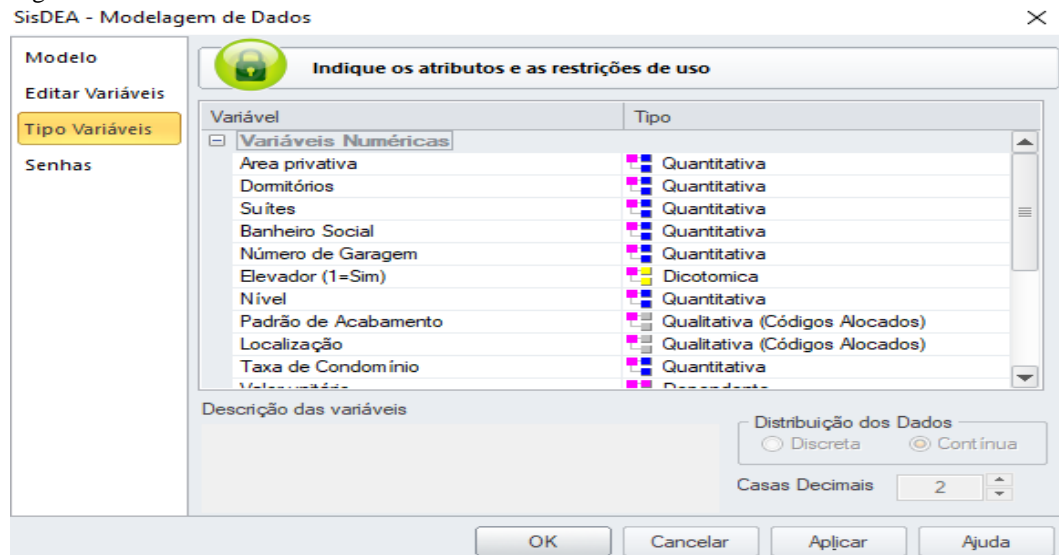 SisDEA - Modelagem de Dados
Modelo
Editar Variáveis
Tipo Variáveis
Senhas
Indique os atributos e as restrições de uso
Variável Tipo
Variáveis Numéricas
Area privativa Quantitativa
Dormitórios Quantitativa
Suítes Quantitativa
Banheiro Social Quantitativa
Número de Garagem Quantitativa
Elevador (1=Sim) Dicotomica
Nível Quantitativa
Padrão de Acabamento Qualitativa (Códigos Alocados)
Localização Qualitativa (Códigos Alocados)
Taxa de Condomínio Quantitativa
Valor unitário Dependente
Descrição das variáveis
Distribuição dos Dados
Discreta Contínua
Casas Decimais 2
OK Cancelar Aplicar Ajuda